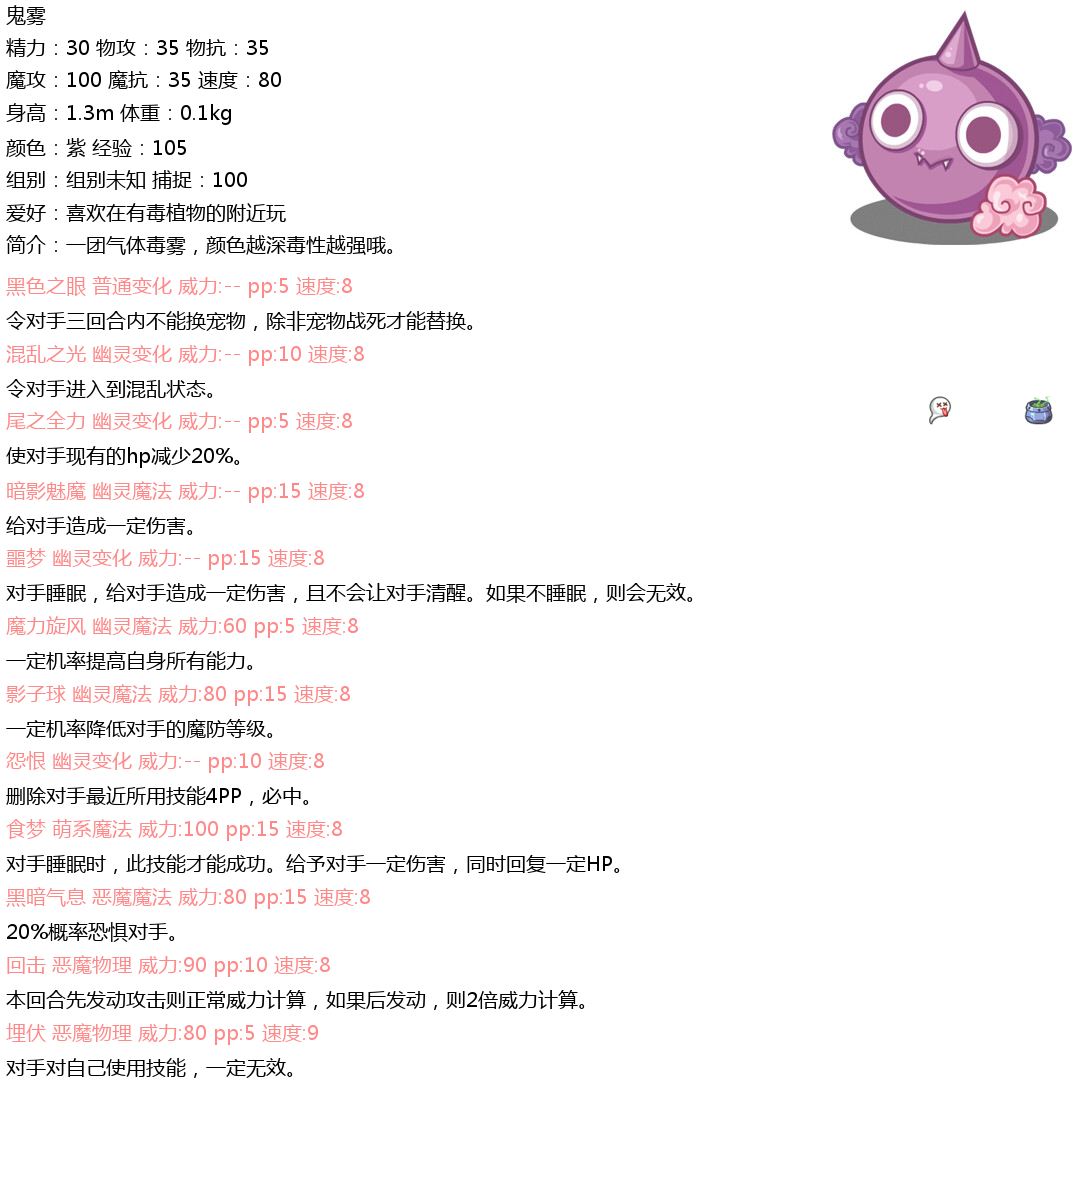 鬼雾
精力：30 物攻：35 物抗：35
魔攻：100 魔抗：35 速度：80
身高：1.3m 体重：0.1kg
颜色：紫 经验：105
组别：组别未知 捕捉：100
爱好：喜欢在有毒植物的附近玩
简介：一团气体毒雾，颜色越深毒性越强哦。
黑色之眼 普通变化 威力:-- pp:5 速度:8
令对手三回合内不能换宠物，除非宠物战死才能替换。
混乱之光 幽灵变化 威力:-- pp:10 速度:8
令对手进入到混乱状态。
尾之全力 幽灵变化 威力:-- pp:5 速度:8
使对手现有的hp减少20%。
暗影魅魔 幽灵魔法 威力:-- pp:15 速度:8
给对手造成一定伤害。
噩梦 幽灵变化 威力:-- pp:15 速度:8
对手睡眠，给对手造成一定伤害，且不会让对手清醒。如果不睡眠，则会无效。
魔力旋风 幽灵魔法 威力:60 pp:5 速度:8
一定机率提高自身所有能力。
影子球 幽灵魔法 威力:80 pp:15 速度:8
一定机率降低对手的魔防等级。
怨恨 幽灵变化 威力:-- pp:10 速度:8
删除对手最近所用技能4PP，必中。
食梦 萌系魔法 威力:100 pp:15 速度:8
对手睡眠时，此技能才能成功。给予对手一定伤害，同时回复一定HP。
黑暗气息 恶魔魔法 威力:80 pp:15 速度:8
20%概率恐惧对手。
回击 恶魔物理 威力:90 pp:10 速度:8
本回合先发动攻击则正常威力计算，如果后发动，则2倍威力计算。
埋伏 恶魔物理 威力:80 pp:5 速度:9
对手对自己使用技能，一定无效。